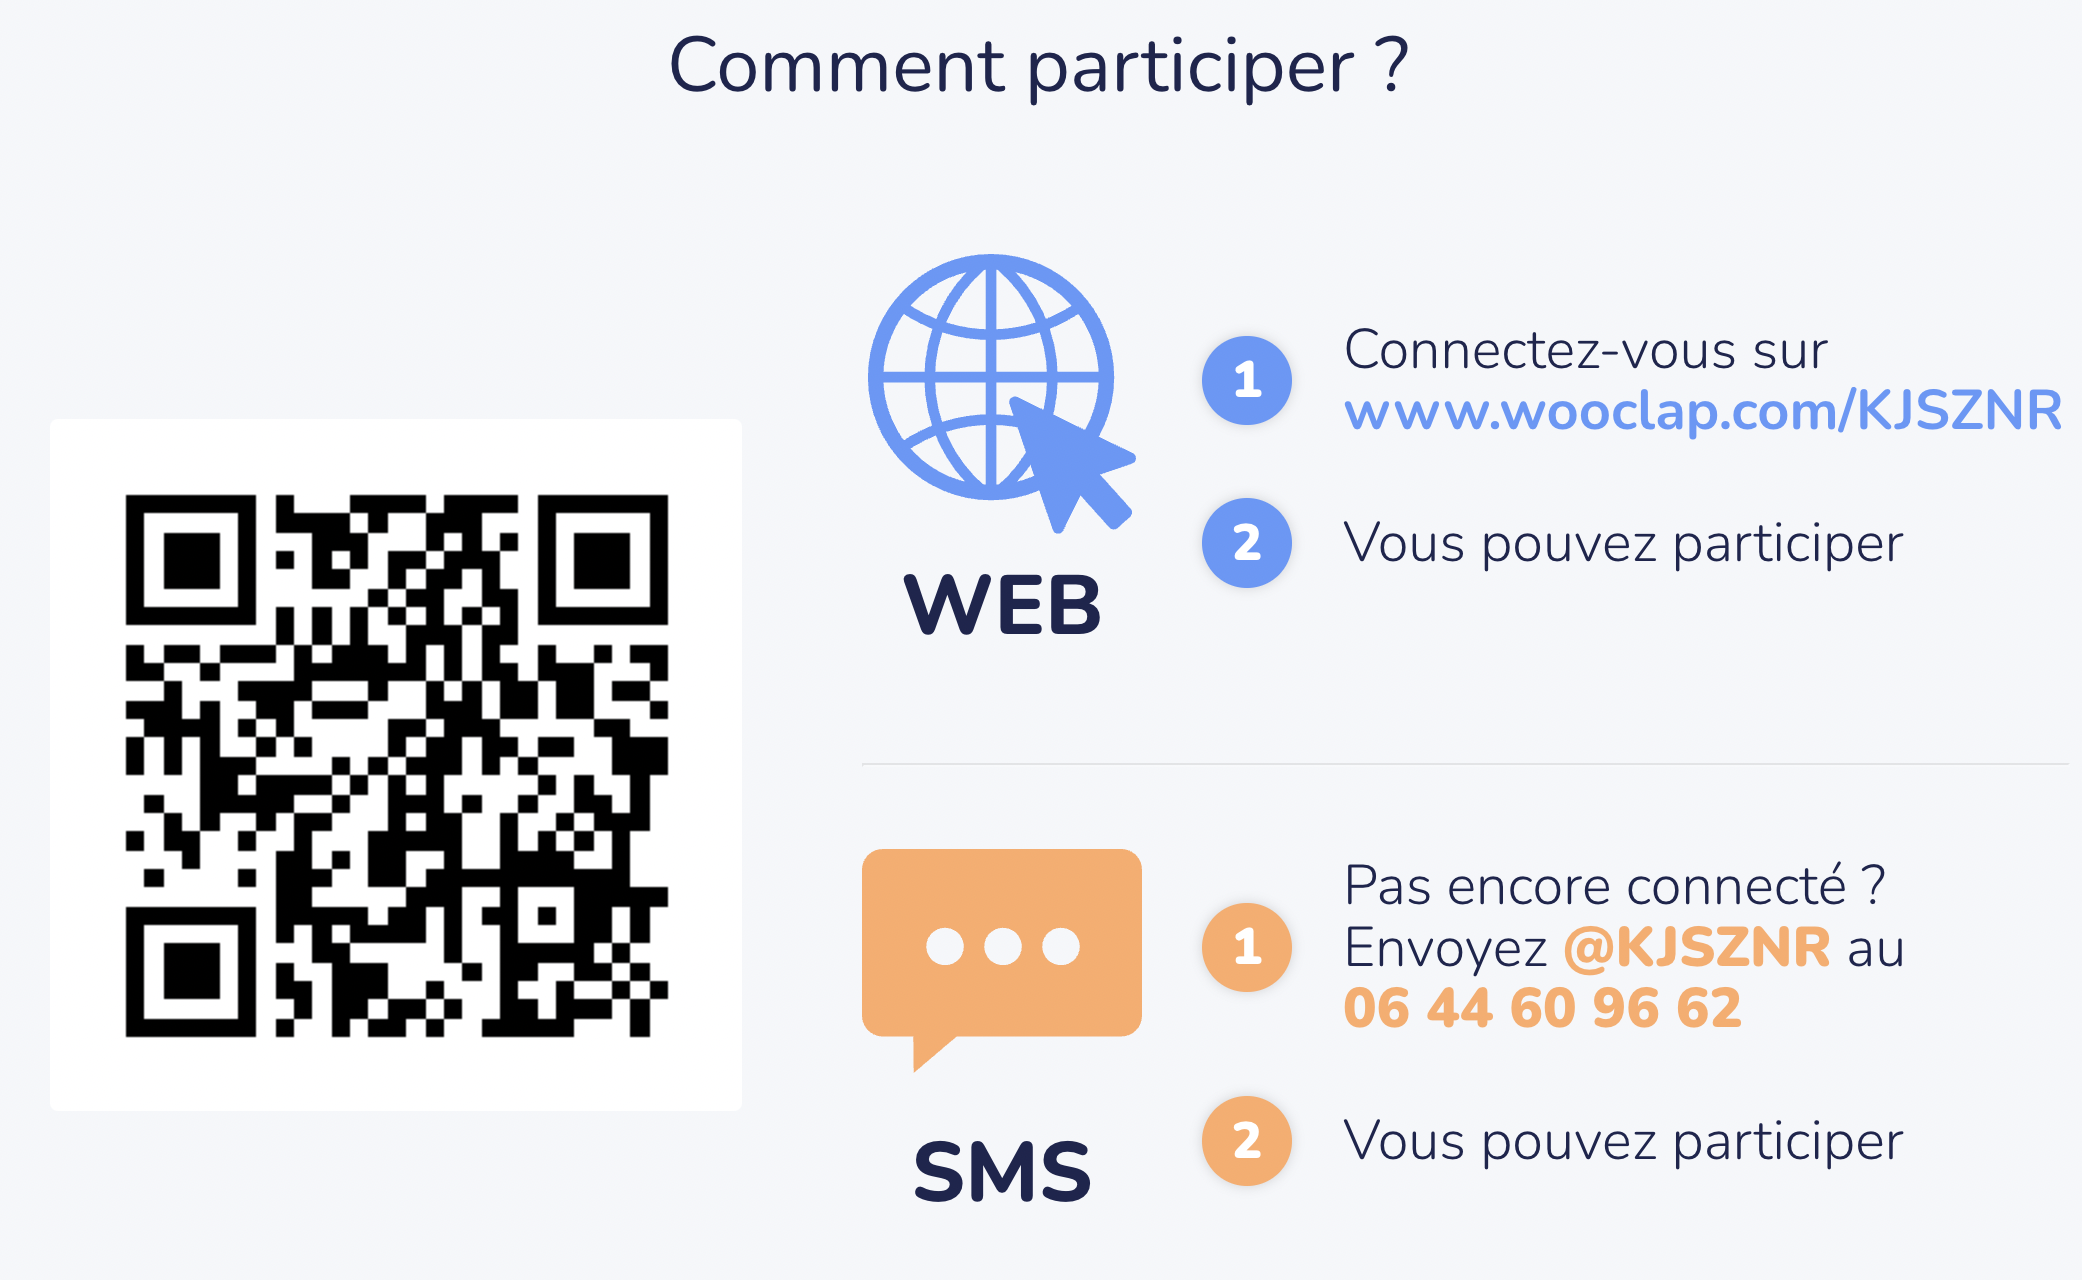 Comment participer ?
WEB
1
Connectez-vous sur
www.wooclap.com/KJSZNR
2
Vous pouvez participer
SMS
1
Pas encore connecté ?
Envoyez @KJSZNR au
06 44 60 96 62
2
Vous pouvez participer